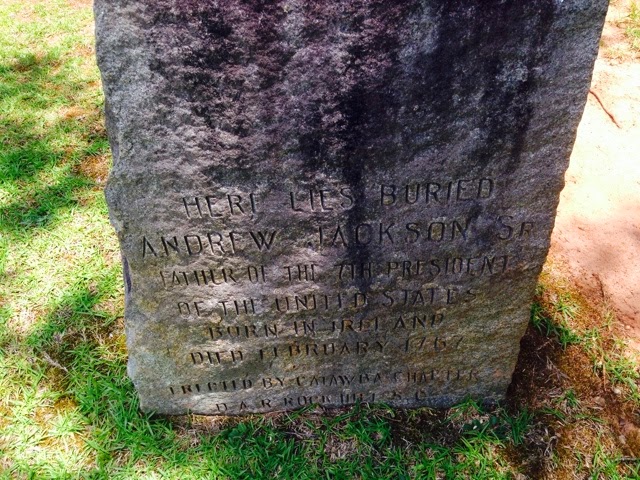 HERE LIES BURIED
ANDREW JACKSON SR
FATHER OF THE 7TH PRESIDENT
OF THE UNITED STATES
BORN IN IRELAND
DIED FEBRUARY 1767
ERECTED BY CATAWBA CHAPTER
D.A.R. ROCK HILL S.C.